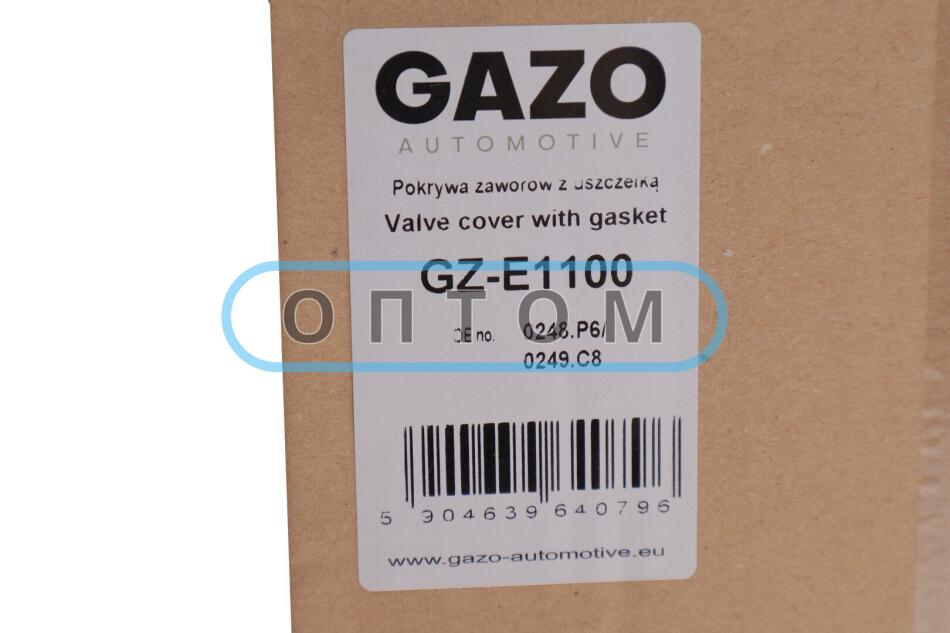 GAZO
AUTOMOTIVE
Pokrywa zaworów z uszczelką
Valve cover with gasket
GZ-E1100
ОПТОМ
OE no. 0248.P6/
0249.C8
5 904639 640796
www.gazo-automotive.eu